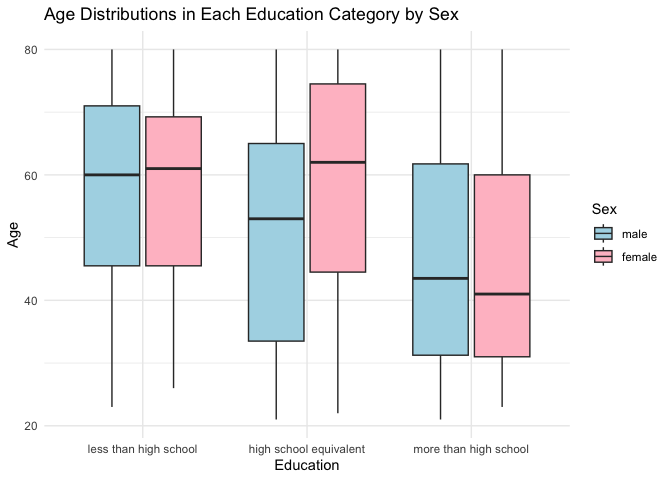 Age Distributions in Each Education Category by Sex
80
60
40
20
Age
less than high school
high school equivalent
more than high school
Education
Sex
male
female